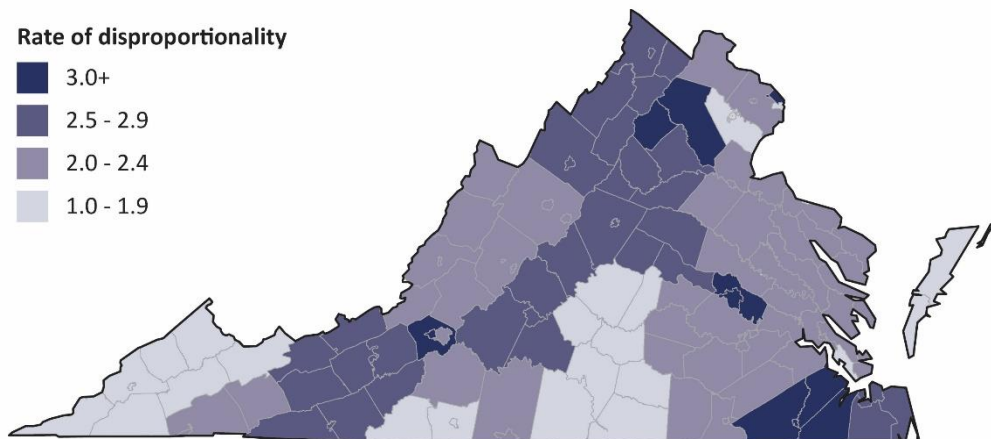 Rate of disproportionality
3.0+
2.5 - 2.9
2.0 - 2.4
1.0 - 1.9